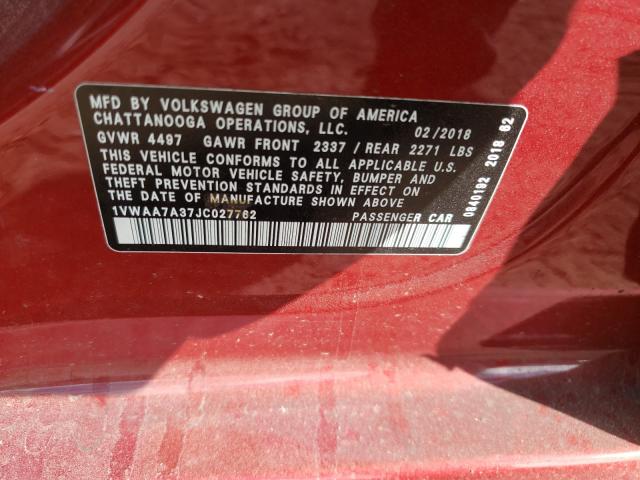 MFD BY VOLKSWAGEN GROUP OF AMERICA
CHATTANOOGA OPERATIONS, LLC. 02/2018
GVWR 4497 GAWR FRONT 2337 / REAR 2271 LBS
THIS VEHICLE CONFORMS TO ALL APPLICABLE U.S.
FEDERAL MOTOR VEHICLE SAFETY, BUMPER, AND
THEFT PREVENTION STANDARDS IN EFFECT ON
THE DATE OF MANUFACTURE SHOWN ABOVE
1VWAA7A37JC027762 PASSENGER CAR
0840192 2018 62